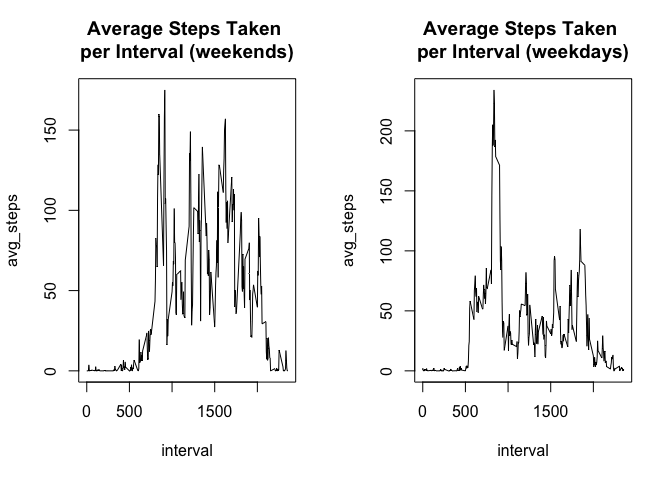 Average Steps Taken
per Interval (weekends)
avg_steps
150
100
50
0
0 500 1500
interval
Average Steps Taken
per Interval (weekdays)
avg_steps
200
150
100
50
0
0 500 1500
interval